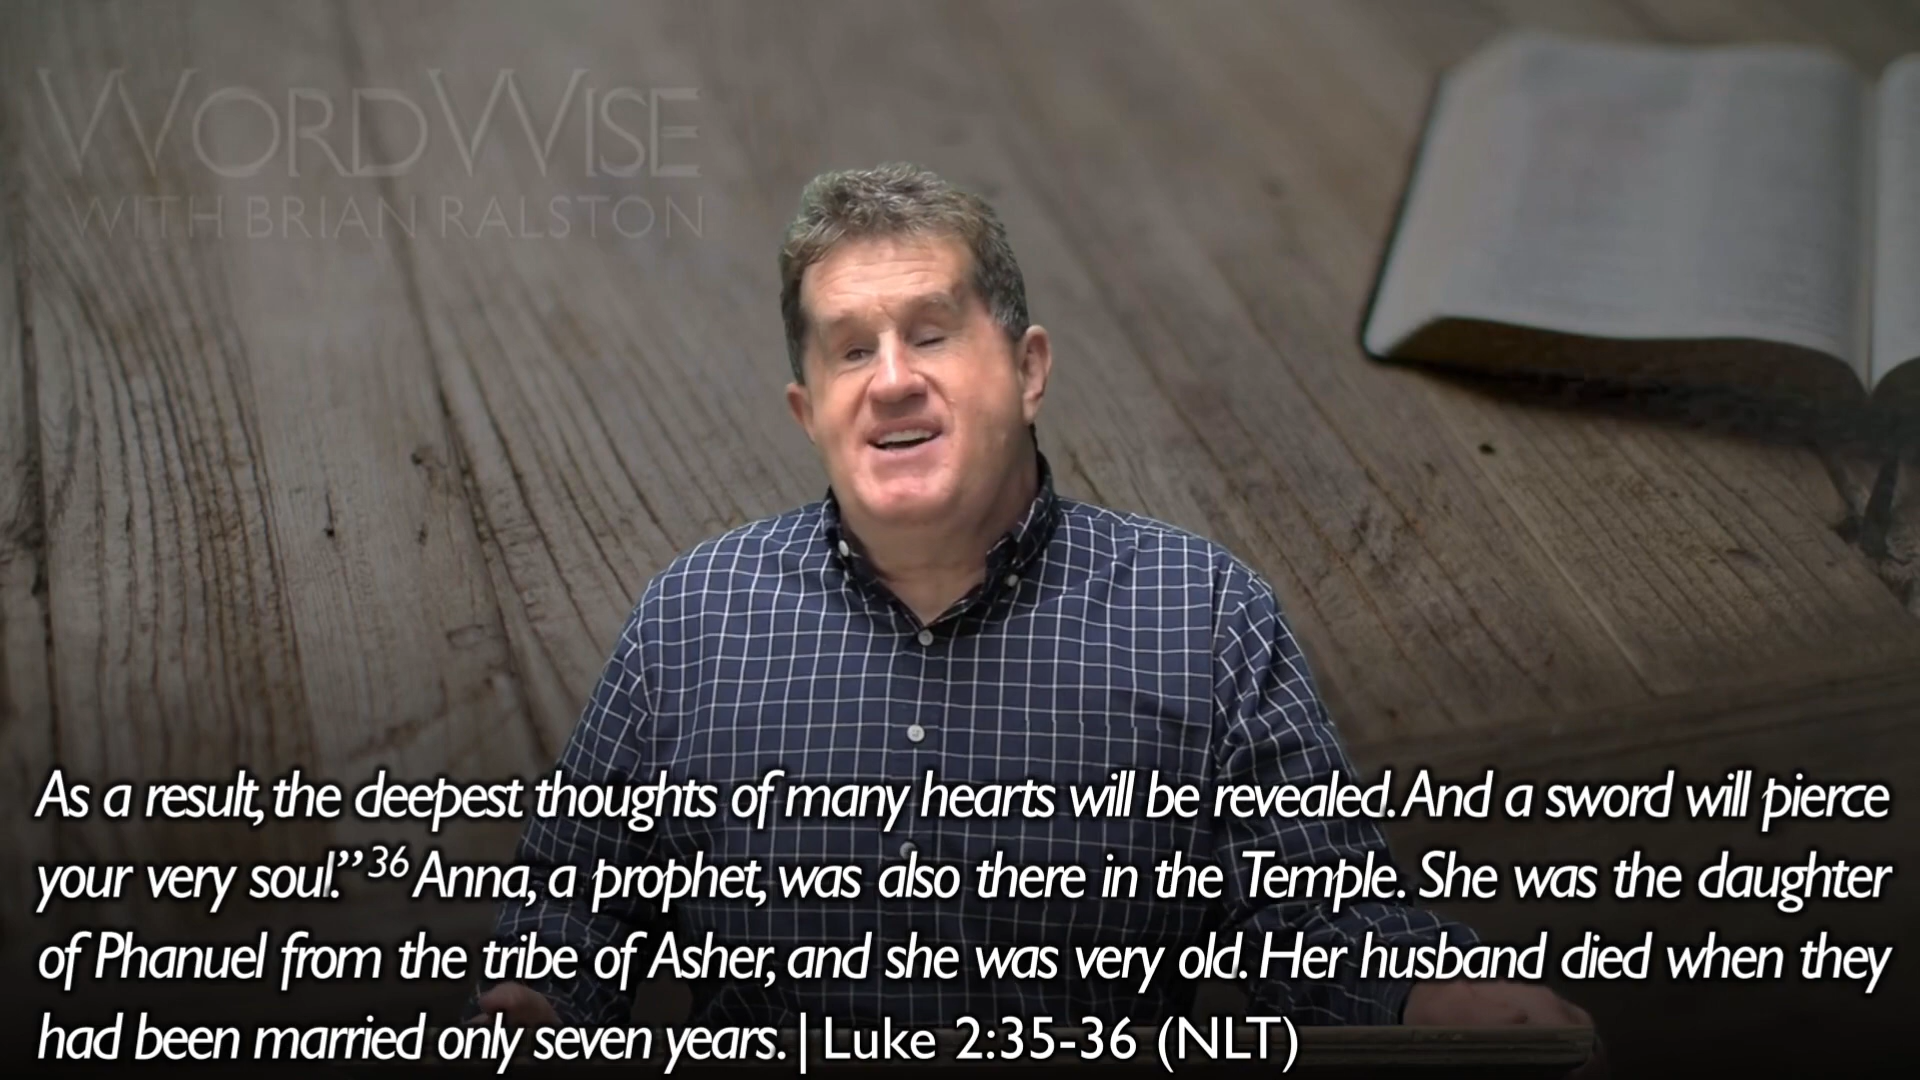 WORDWISE
WITH BRIAN RALSTON
As a result, the deepest thoughts of many hearts will be revealed. And a sword will pierce
your very soul.” 36 Anna, a prophet, was also there in the Temple. She was the daughter
of Phanuel from the tribe of Asher, and she was very old. Her husband died when they
had been married only seven years. | Luke 2:35-36 (NLT)